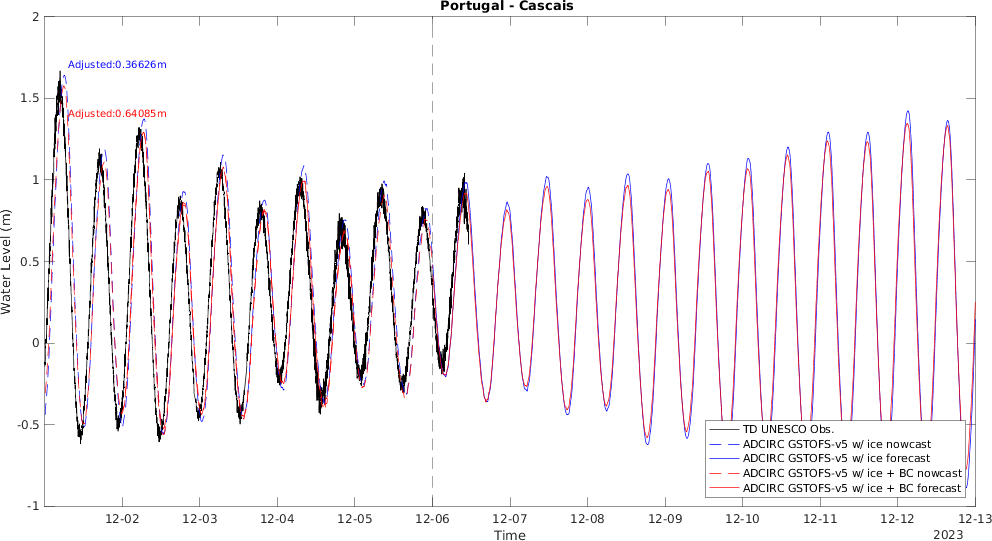 Portugal - Cascais
2
1.5
1
0.5
0
-0.5
-1
Water Level (m)
Adjusted:0.36626m
Adjusted:0.64085m
TD UNESCO Obs.
ADCIRC GSTOFS-v5 w/ ice nowcast
ADCIRC GSTOFS-v5 w/ ice forecast
ADCIRC GSTOFS-v5 w/ ice + BC nowcast
ADCIRC GSTOFS-v5 w/ ice + BC forecast
12-02 12-03 12-04 12-05 12-06 12-07 12-08 12-09 12-10 12-11 12-12 12-13
Time
2023